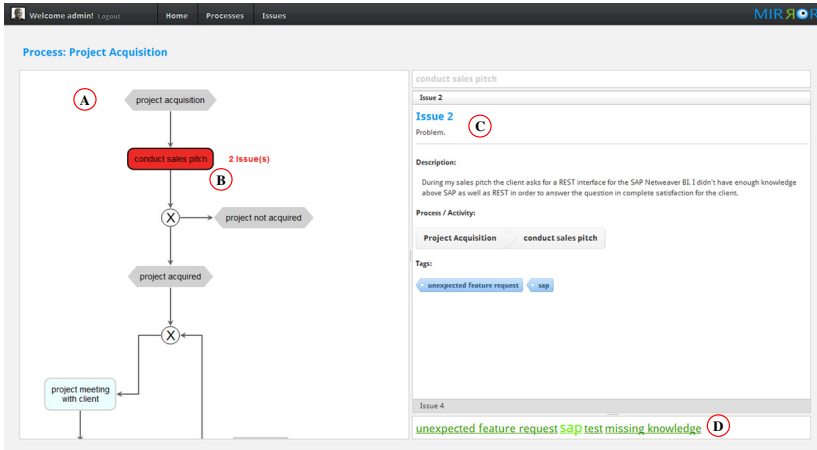 Welcome admin! Logout Home Processes Issues MIRЯOR
Process: Project Acquisition
A
project acquisition
conduct sales pitch 2 Issue(s)
B
X
project not acquired
project acquired
X
project meeting
with client
conduct sales pitch
Issue 2
Issue 2
C
Problem.
Description:
During my sales pitch the client asks for a REST interface for the SAP Netweaver BI. I didn't have enough knowledge
above SAP as well as REST in order to answer the question in complete satisfaction for the client.
Process / Activity:
Project Acquisition conduct sales pitch
Tags:
unexpected feature request sap
Issue 4
unexpected feature request sap test missing knowledge D